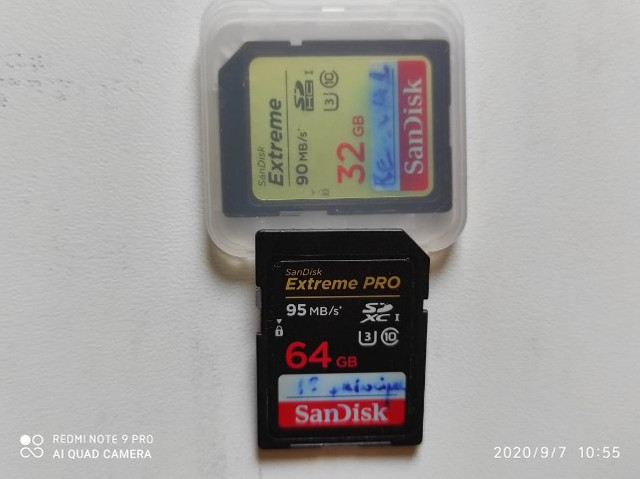 SanDisk
Extreme
90 MB/s*
SD HC I
U3 10
32 GB
SanDisk
SanDisk
Extreme PRO
95 MB/s*
SD XC I
U3 10
64 GB
SanDisk
REDMI NOTE 9 PRO
AI QUAD CAMERA
2020/9/7 10:55